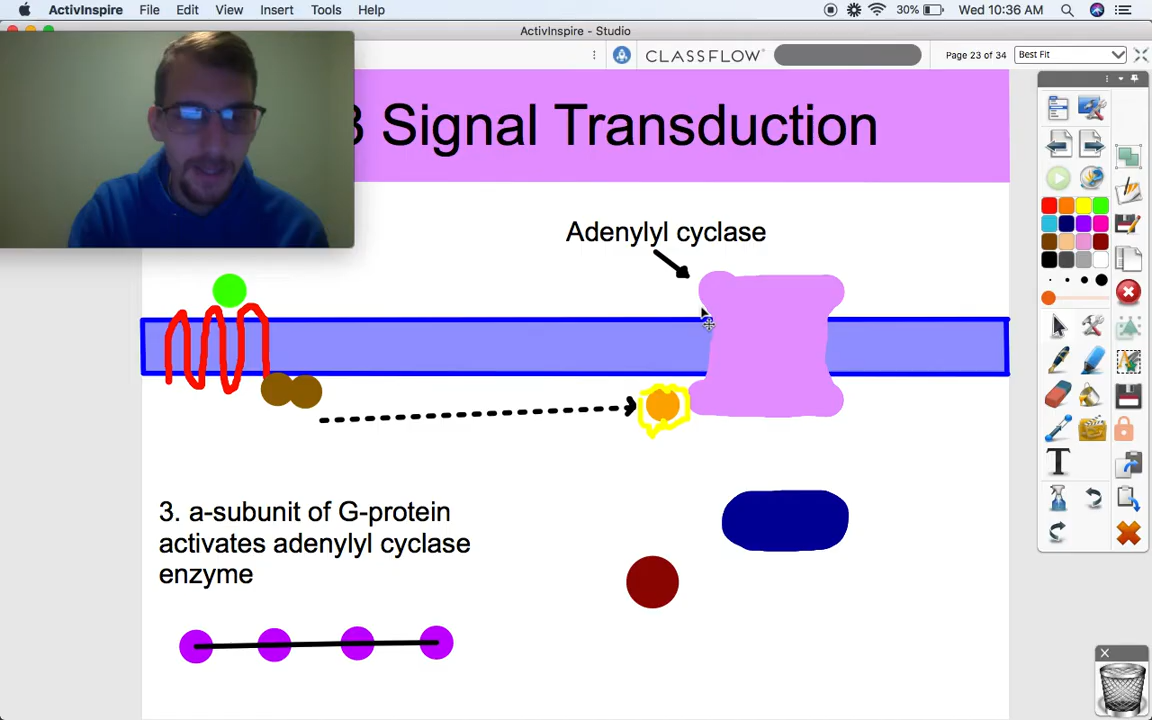 ActivInspire File Edit View Insert Tools Help 30% Wed 10:36 AM
ActivInspire - Studio
CLASSFLOW Page 23 of 34 Best Fit
Signal Transduction
Adenylyl cyclase
3. a-subunit of G-protein
activates adenylyl cyclase
enzyme
T